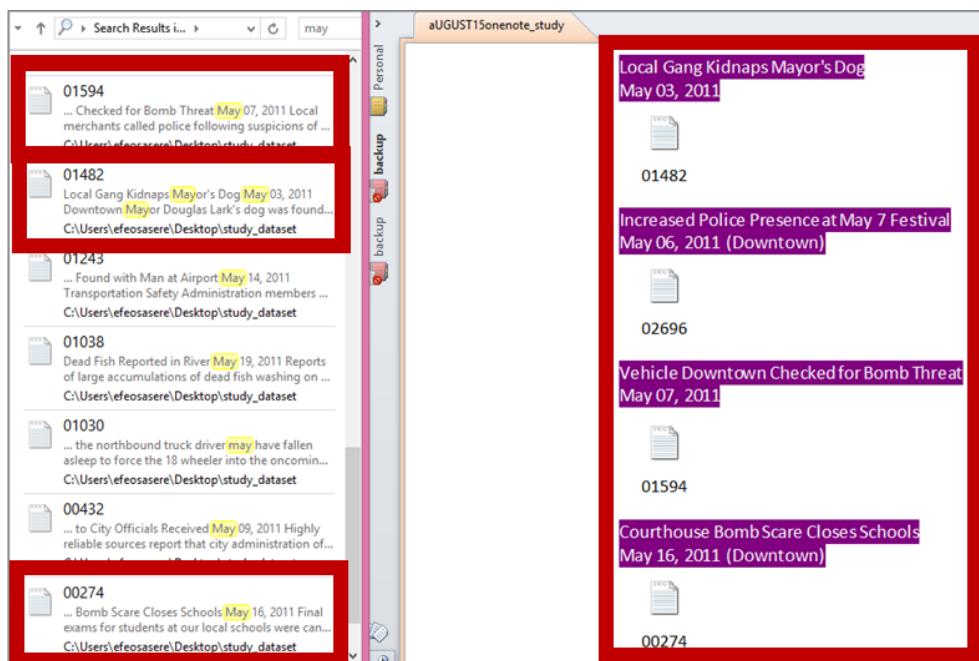 Search Results i...
may
01594
... Checked for Bomb Threat May 07, 2011 Local
merchants called police following suspicions of ...
C:\Users\efeosasere\Desktop\study_dataset
01482
Local Gang Kidnaps Mayor's Dog May 03, 2011
Downtown Mayor Douglas Lark's dog was found...
C:\Users\efeosasere\Desktop\study_dataset
01243
... Found with Man at Airport May 14, 2011
Transportation Safety Administration members ...
C:\Users\efeosasere\Desktop\study_dataset
01038
Dead Fish Reported in River May 19, 2011 Reports
of large accumulations of dead fish washing on ...
C:\Users\efeosasere\Desktop\study_dataset
01030
... the northbound truck driver may have fallen
asleep to force the 18 wheeler into the oncomin...
C:\Users\efeosasere\Desktop\study_dataset
00432
... to City Officials Received May 09, 2011 Highly
reliable sources report that city administration of...
00274
... Bomb Scare Closes Schools May 16, 2011 Final
exams for students at our local schools were can...
C:\Users\efeosasere\Desktop\study_dataset
Personal
backup
backup
aUGUST15onenote_study
Local Gang Kidnaps Mayor's Dog
May 03, 2011
01482
Increased Police Presence at May 7 Festival
May 06, 2011 (Downtown)
02696
Vehicle Downtown Checked for Bomb Threat
May 07, 2011
01594
Courthouse Bomb Scare Closes Schools
May 16, 2011 (Downtown)
00274